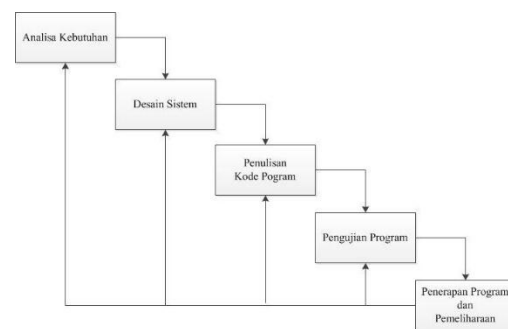 Analisa Kebutuhan
Desain Sistem
Penulisan
Kode Pogram
Pengujian Program
Penerapan Program
dan
Pemeliharaan